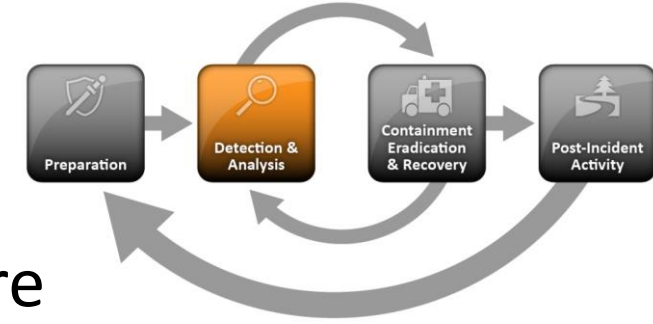 Preparation
Detection &
Analysis
Containment
Eradication
& Recovery
Post-Incident
Activity
re